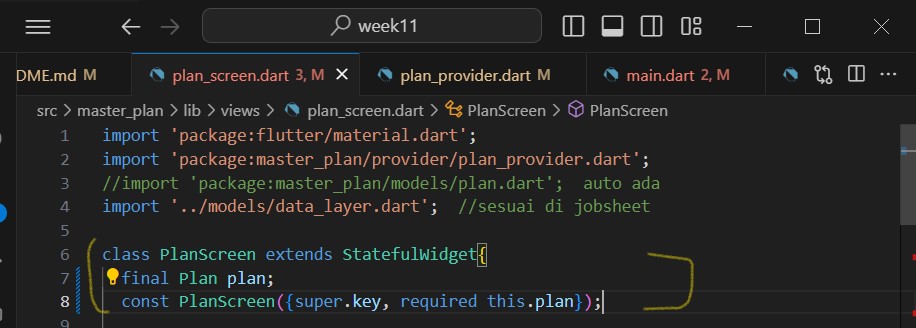 week11
DME.md M plan_screen.dart 3, M plan_provider.dart M main.dart 2, M
src > master_plan > lib > views > plan_screen.dart > PlanScreen > PlanScreen
1 import 'package:flutter/material.dart';
2 import 'package:master_plan/provider/plan_provider.dart';
3 //import 'package:master_plan/models/plan.dart';  auto ada
4 import '../models/data_layer.dart';  //sesuai di jobsheet
5
6 class PlanScreen extends StatefulWidget{
7 final Plan plan;
8 const PlanScreen({super.key, required this.plan});
9